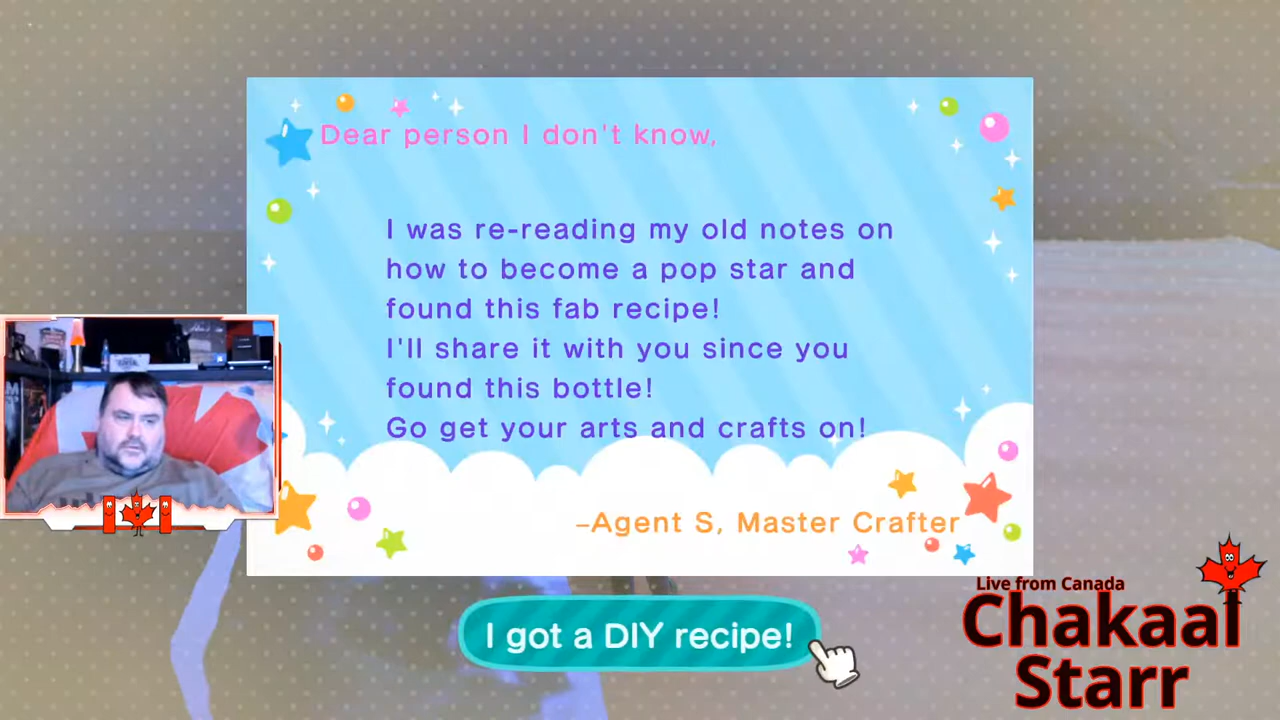 Dear person I don't know,
I was re-reading my old notes on
how to become a pop star and
found this fab recipe!
I'll share it with you since you
found this bottle!
Go get your arts and crafts on!
–Agent S, Master Crafter
I got a DIY recipe!
Live from Canada
Chakaal
Starr